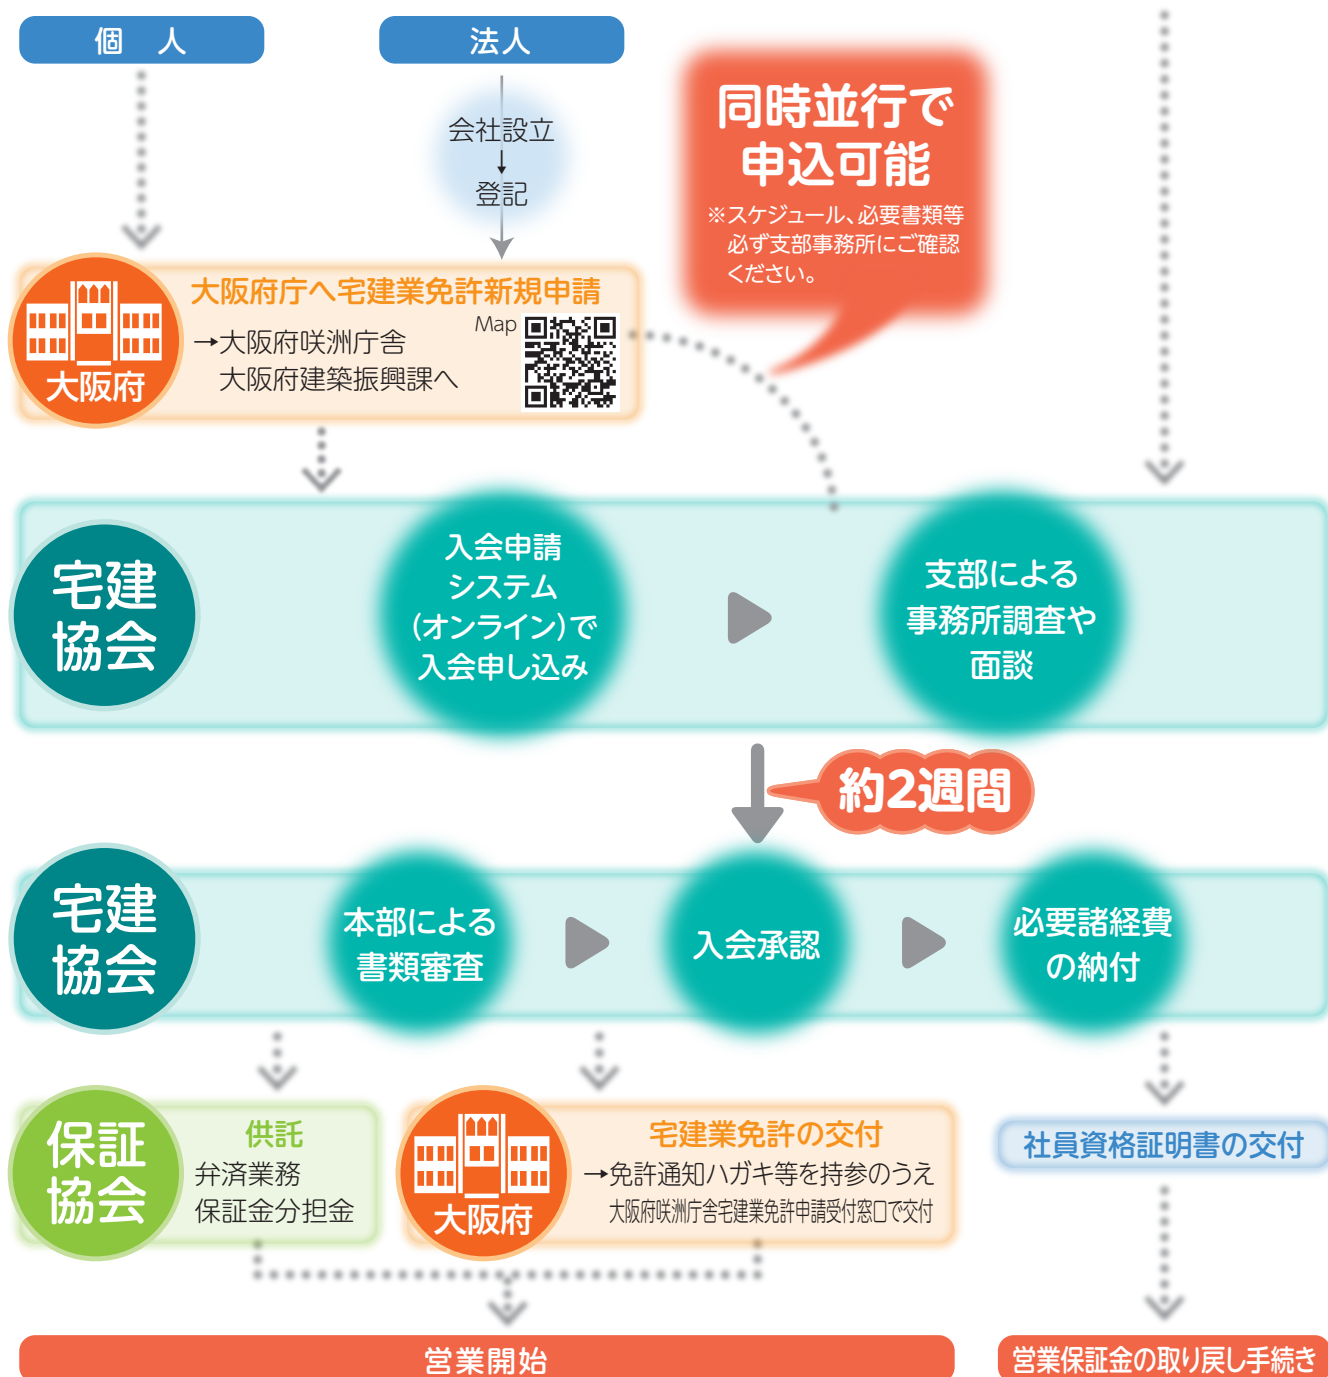 個　人
法人
会社設立
↓
登記
同時並行で
申込可能
※スケジュール、必要書類等
必ず支部事務所にご確認
ください。
大阪府
大阪府庁へ宅建業免許新規申請
→大阪府咲洲庁舎
大阪府建築振興課へ
Map
宅建
協会
入会申請
システム
(オンライン)で
入会申し込み
支部による
事務所調査や
面談
約2週間
宅建
協会
本部による
書類審査
入会承認
必要諸経費
の納付
保証
協会
供託
弁済業務
保証金分担金
大阪府
宅建業免許の交付
→免許通知ハガキ等を持参のうえ
大阪府咲洲庁舎宅建業免許申請受付窓口で交付
社員資格証明書の交付
営業開始
営業保証金の取り戻し手続き